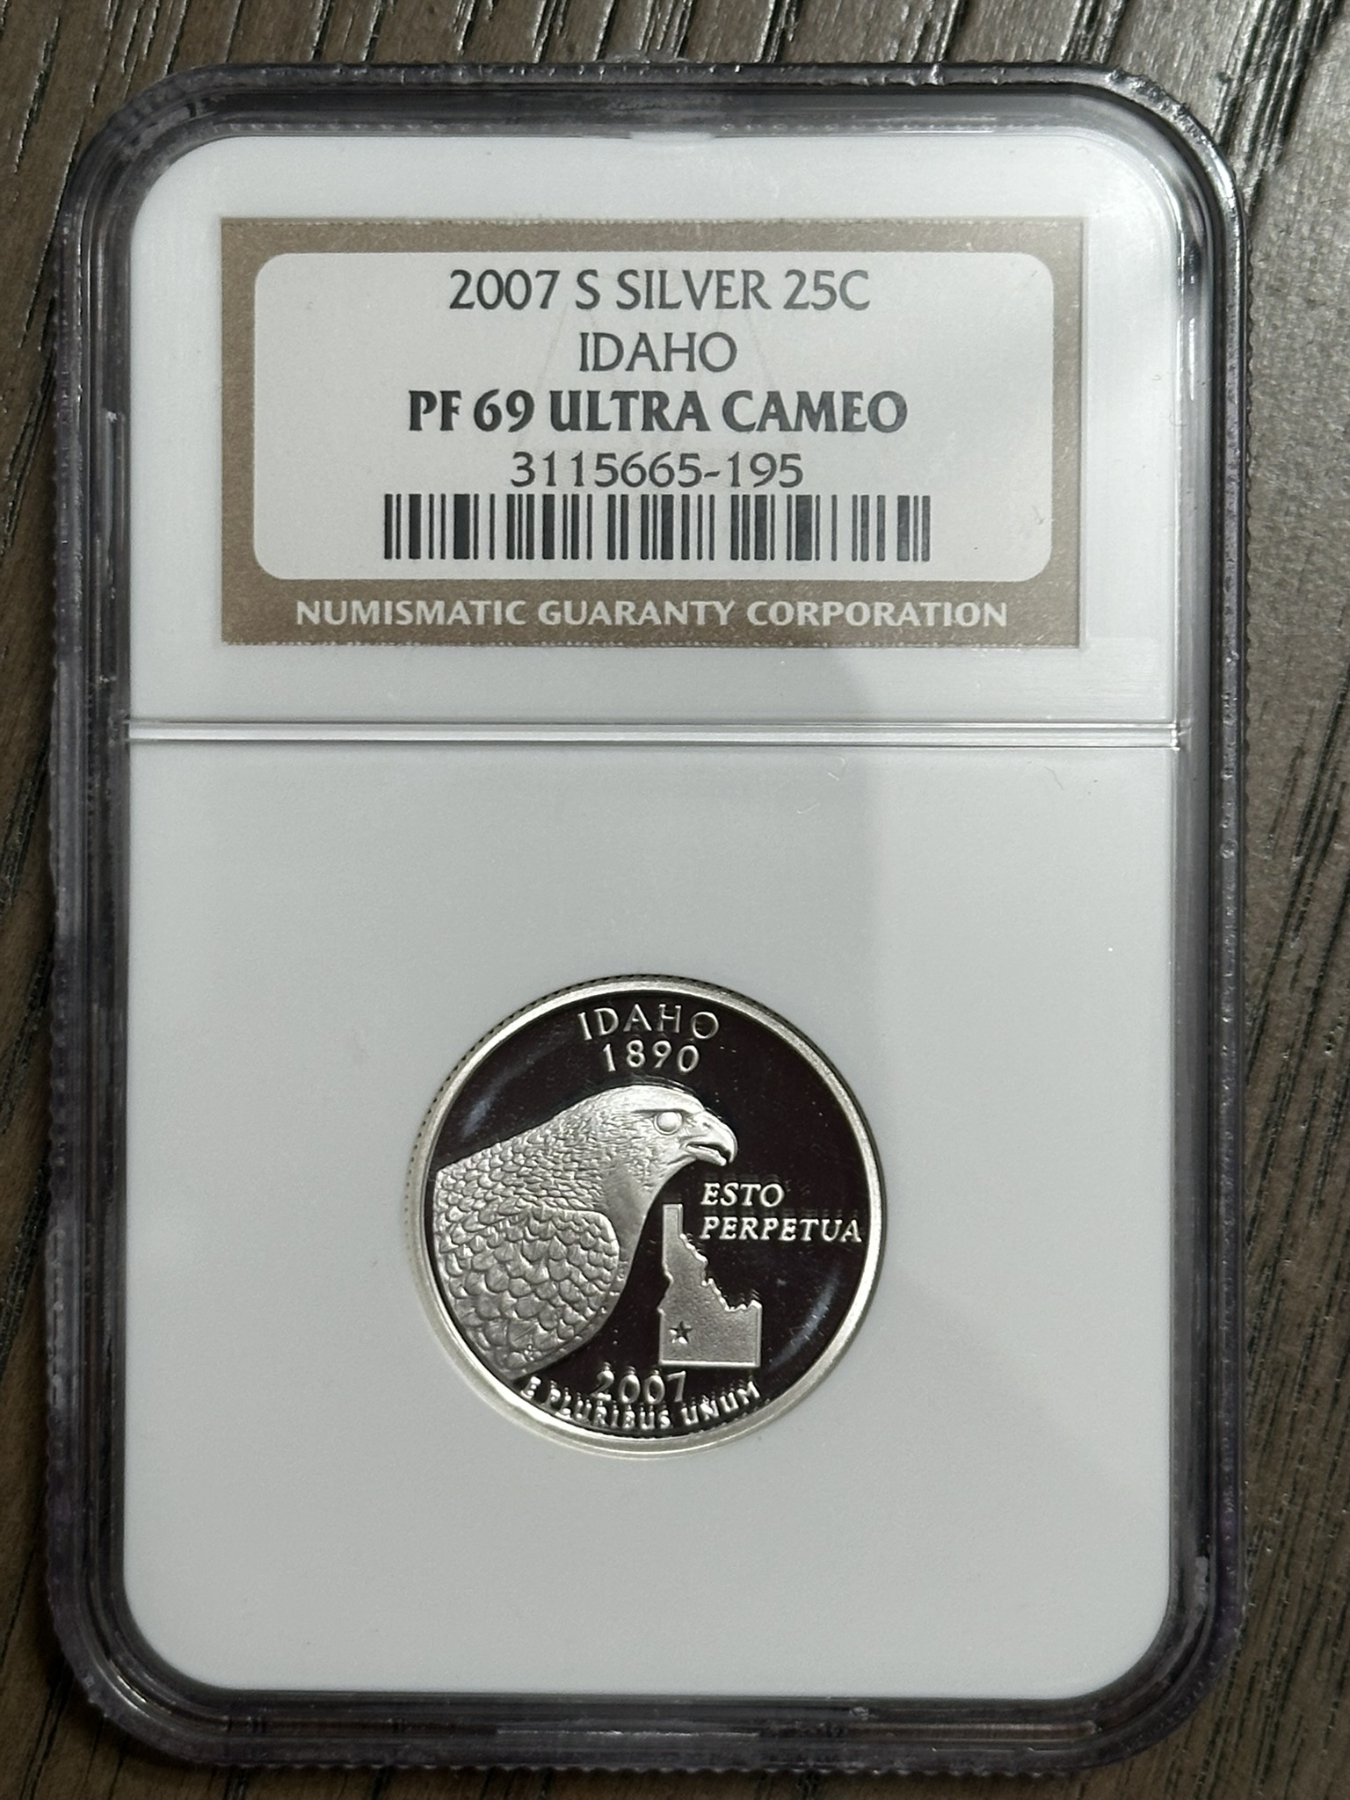 2007 S SILVER 25C
IDAHO
PF 69 ULTRA CAMEO
3115665-195
NUMISMATIC GUARANTY CORPORATION
IDAHO
1890
ESTO
PERPETUA
2007
E PLURIBUS UNUM